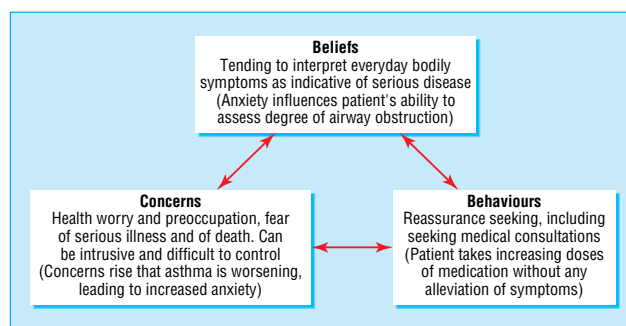 Beliefs
Tending to interpret everyday bodily
symptoms as indicative of serious disease
(Anxiety influences patient's ability to
assess degree of airway obstruction)
Concerns
Health worry and preoccupation, fear
of serious illness and of death. Can
be intrusive and difficult to control
(Concerns rise that asthma is worsening,
leading to increased anxiety)
Behaviours
Reassurance seeking, including
seeking medical consultations
(Patient takes increasing doses
of medication without any
alleviation of symptoms)